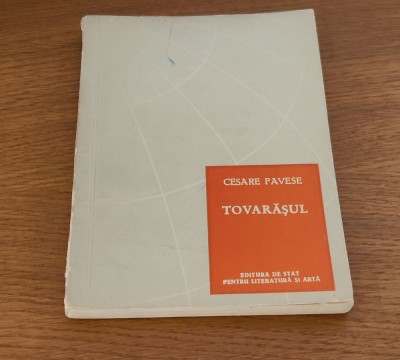 CESARE PAVESE
TOVARĂȘUL
EDITURA DE STAT
PENTRU LITERATURĂ ȘI ARTĂ